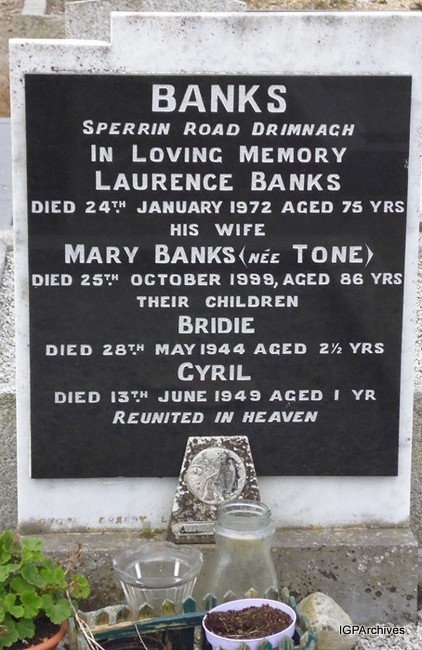 BANKS
SPERRIN ROAD DRIMNAGH
IN LOVING MEMORY
LAURENCE BANKS
DIED 24TH JANUARY 1972 AGED 75 YRS
HIS WIFE
MARY BANKS (NÉE TONE)
DIED 25TH OCTOBER 1999, AGED 86 YRS
THEIR CHILDREN
BRIDIE
DIED 28TH MAY 1944 AGED 2½ YRS
CYRIL
DIED 13TH JUNE 1949 AGED 1 YR
REUNITED IN HEAVEN
IGPArchives